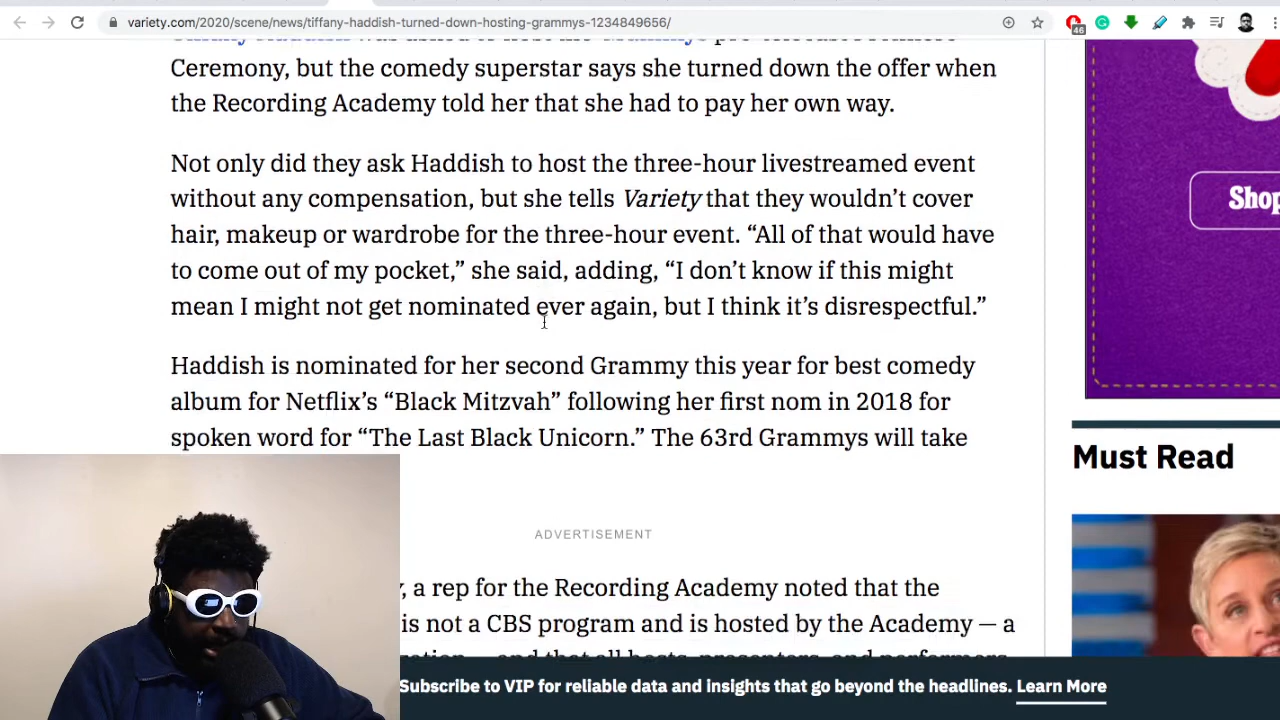 variety.com/2020/scene/news/tiffany-haddish-turned-down-hosting-grammys-1234849656/
46
Ceremony, but the comedy superstar says she turned down the offer when
the Recording Academy told her that she had to pay her own way.
Not only did they ask Haddish to host the three-hour livestreamed event
without any compensation, but she tells Variety that they wouldn’t cover
hair, makeup or wardrobe for the three-hour event. “All of that would have
to come out of my pocket,” she said, adding, “I don’t know if this might
mean I might not get nominated ever again, but I think it’s disrespectful.”
Haddish is nominated for her second Grammy this year for best comedy
album for Netflix’s “Black Mitzvah” following her first nom in 2018 for
spoken word for “The Last Black Unicorn.” The 63rd Grammys will take
ADVERTISEMENT
, a rep for the Recording Academy noted that the
is not a CBS program and is hosted by the Academy — a
and that all hosts, presenters, and performers
Shop
Must Read
Subscribe to VIP for reliable data and insights that go beyond the headlines. Learn More